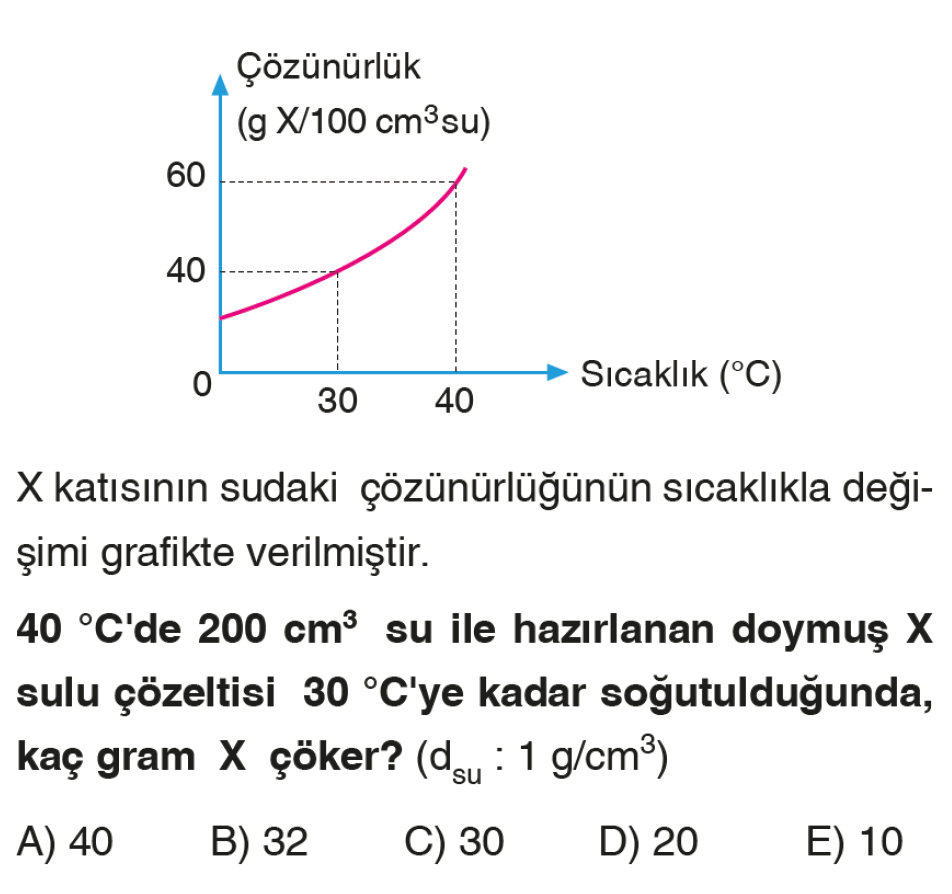 Çözünürlük
(g X/100 cm³su)
60
40
0
30
40
Sıcaklık (°C)
X katısının sudaki çözünürlüğünün sıcaklıkla deği-
şimi grafikte verilmiştir.
40 °C'de 200 cm³ su ile hazırlanan doymuş X
sulu çözeltisi 30 °C'ye kadar soğutulduğunda,
kaç gram X çöker? (d_su : 1 g/cm³)
A) 40 B) 32 C) 30 D) 20 E) 10